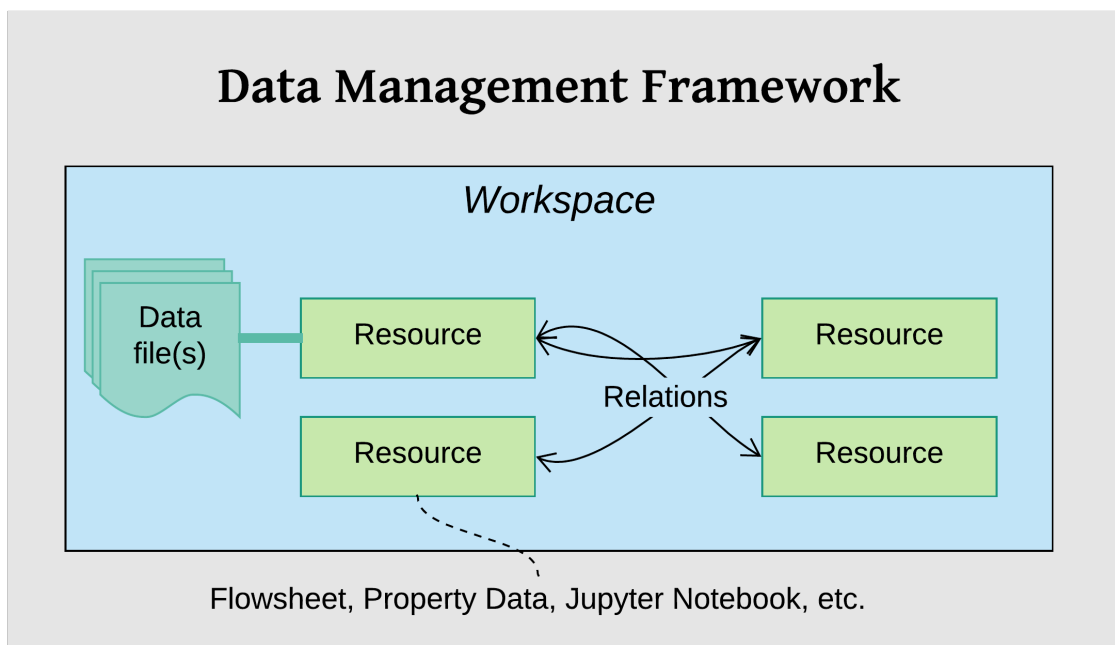 Data Management Framework
Workspace
Data
file(s)
Resource
Resource
Relations
Resource
Resource
Flowsheet, Property Data, Jupyter Notebook, etc.